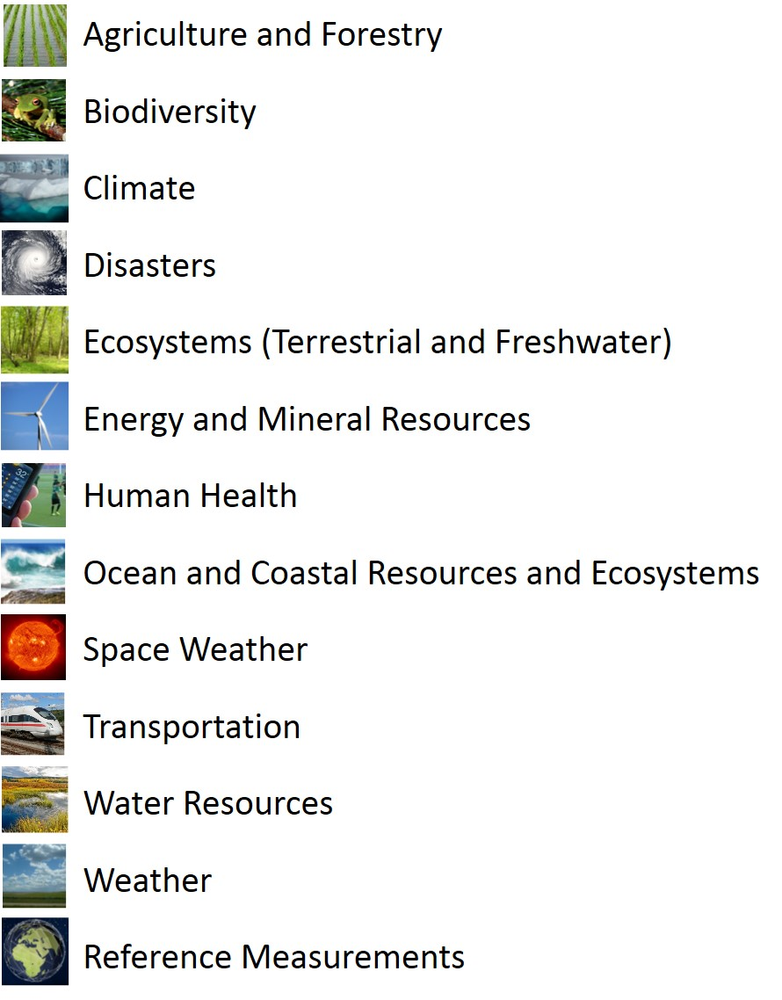 Agriculture and Forestry
Biodiversity
Climate
Disasters
Ecosystems (Terrestrial and Freshwater)
Energy and Mineral Resources
32
Human Health
Ocean and Coastal Resources and Ecosystems
Space Weather
Transportation
Water Resources
Weather
Reference Measurements